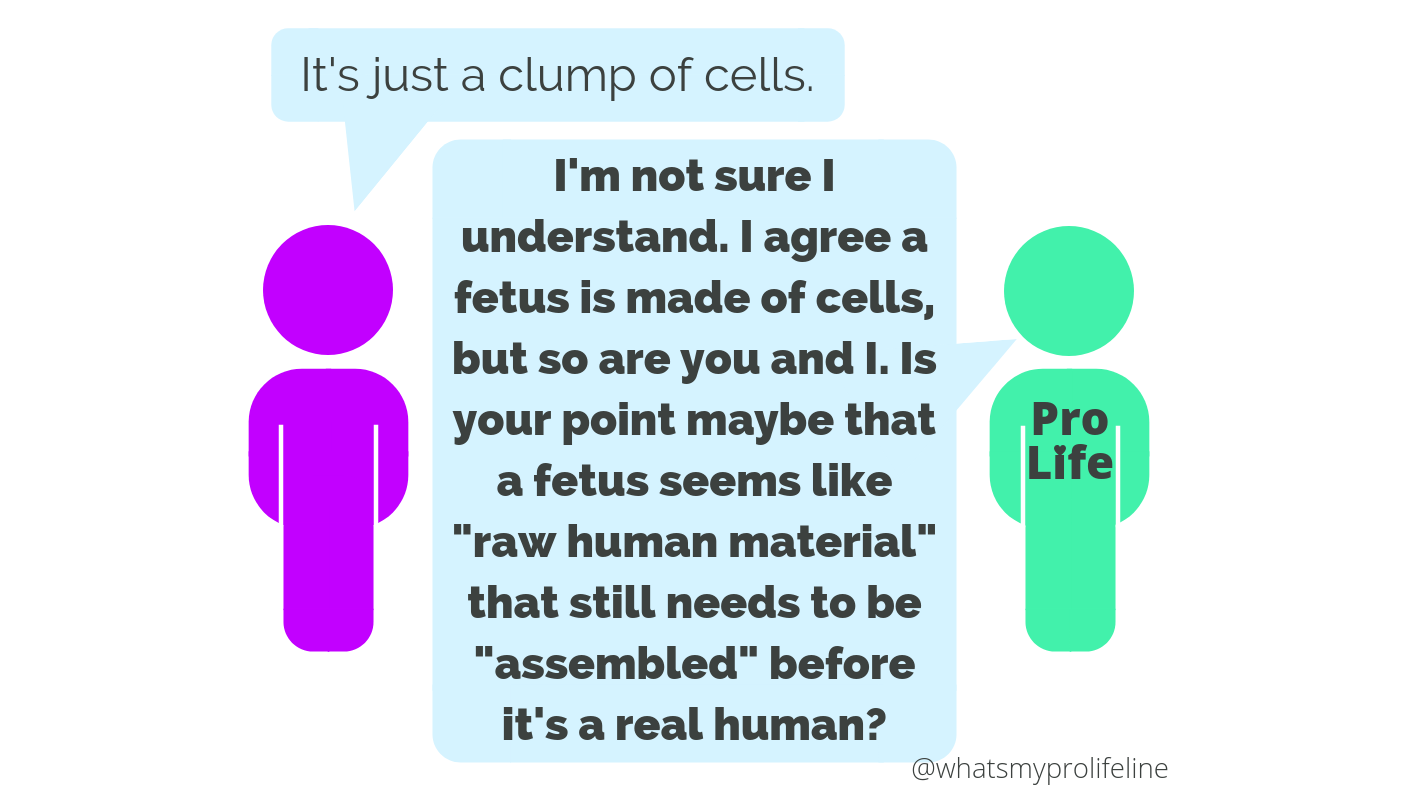 It's just a clump of cells.
I'm not sure I
understand. I agree a
fetus is made of cells,
but so are you and I. Is
your point maybe that
a fetus seems like
"raw human material"
that still needs to be
"assembled" before
it's a real human?
Pro
Life
@whatsmyprolifeline